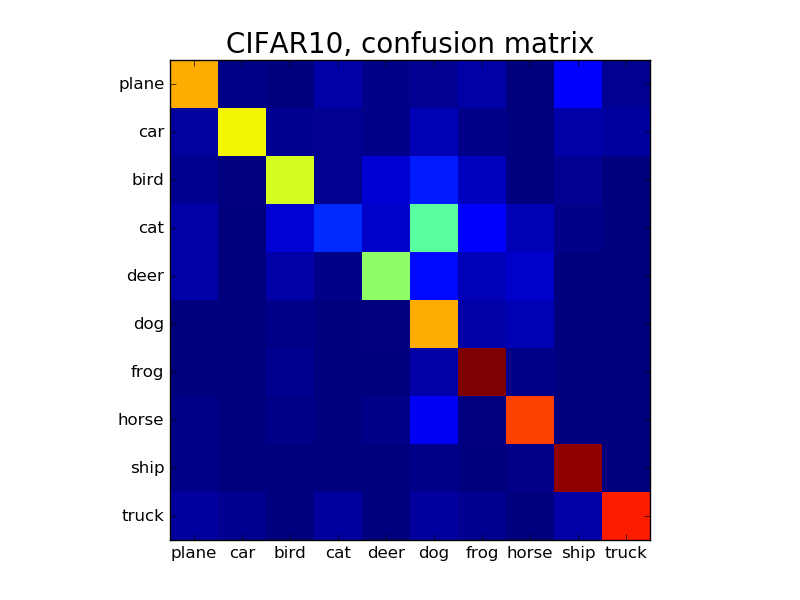 CIFAR10, confusion matrix
plane
car
bird
cat
deer
dog
frog
horse
ship
truck
plane car bird cat deer dog frog horse ship truck